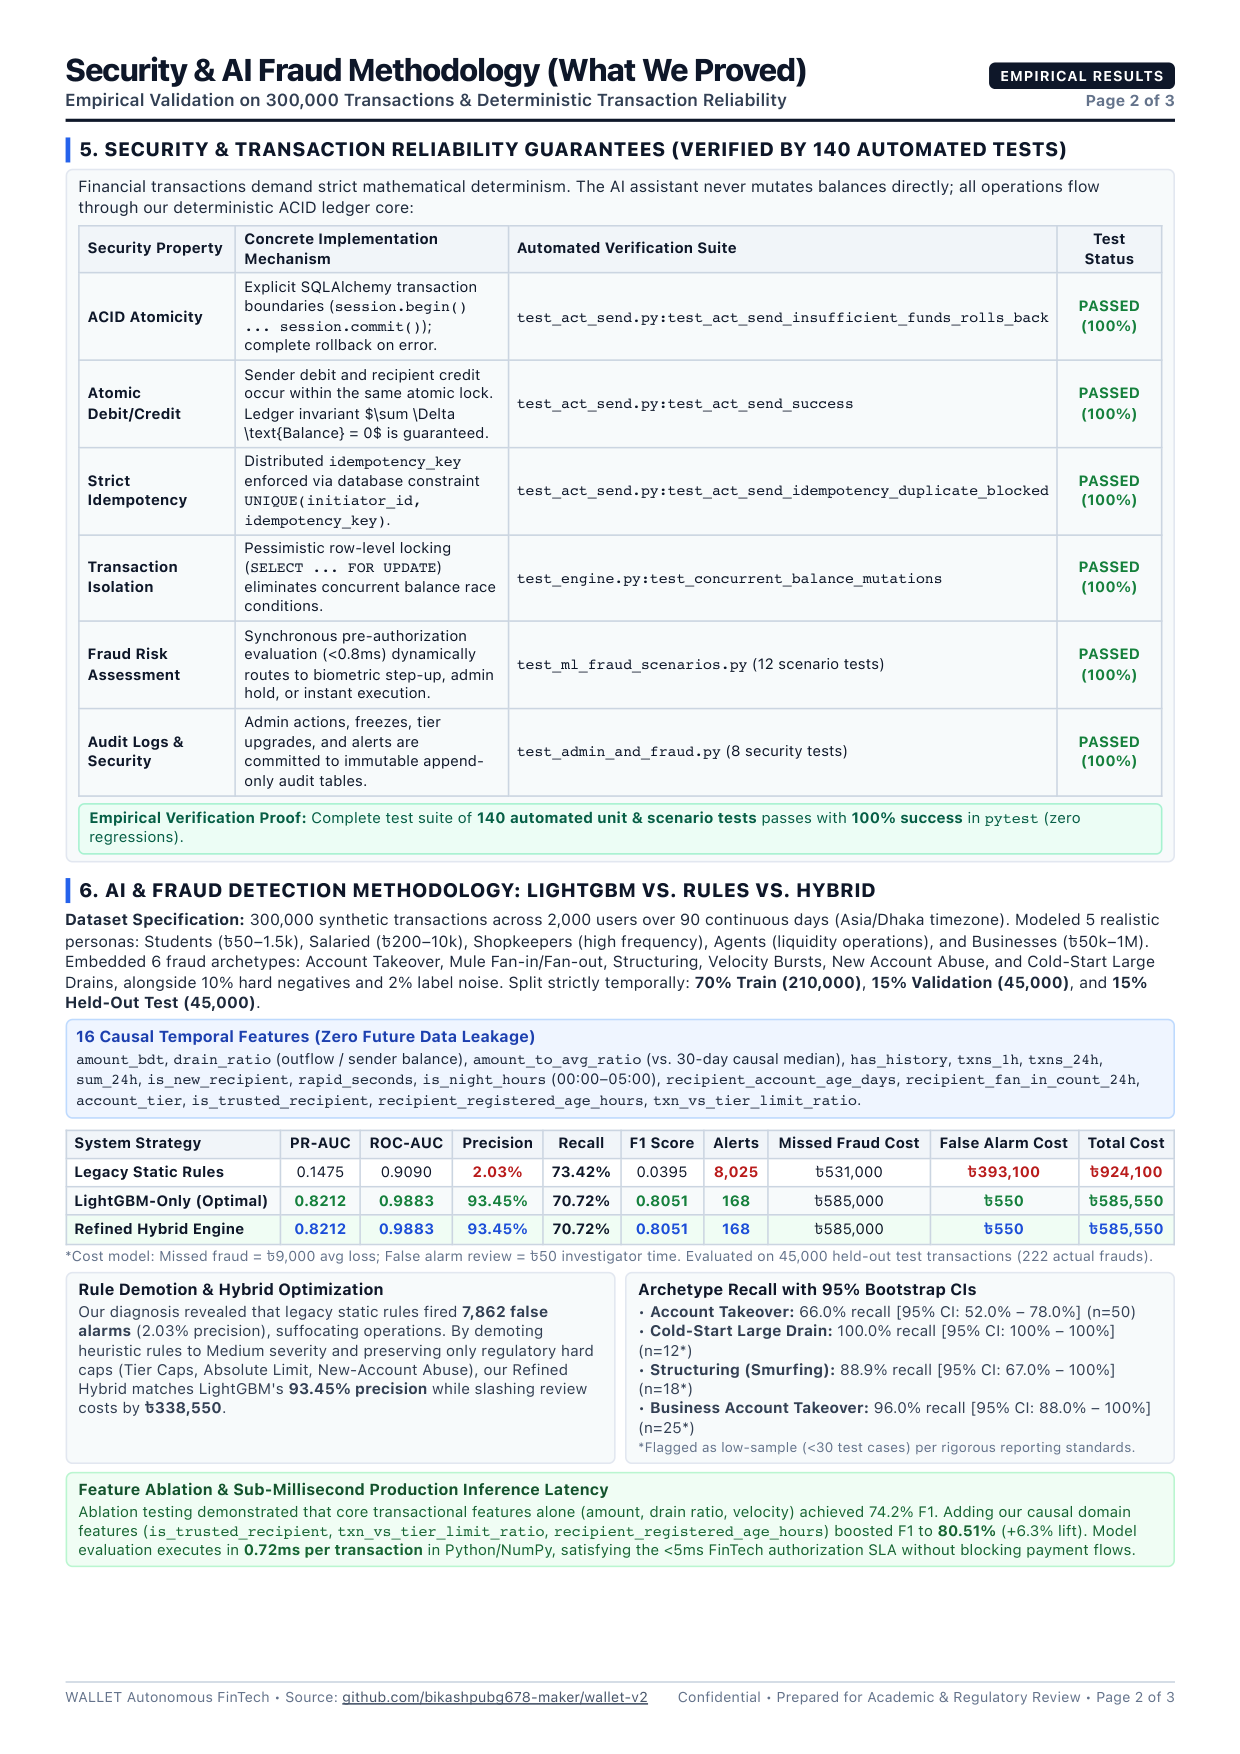 Security & AI Fraud Methodology (What We Proved)
EMPIRICAL RESULTS
Empirical Validation on 300,000 Transactions & Deterministic Transaction Reliability
Page 2 of 3
5. SECURITY & TRANSACTION RELIABILITY GUARANTEES (VERIFIED BY 140 AUTOMATED TESTS)
Financial transactions demand strict mathematical determinism. The AI assistant never mutates balances directly; all operations flow
through our deterministic ACID ledger core:
Security Property
Concrete Implementation
Mechanism
Automated Verification Suite
Test
Status
ACID Atomicity
Explicit SQLAlchemy transaction
boundaries (session.begin()
... session.commit());
complete rollback on error.
test_act_send.py:test_act_send_insufficient_funds_rolls_back
PASSED
(100%)
Atomic
Debit/Credit
Sender debit and recipient credit
occur within the same atomic lock.
Ledger invariant $\sum \Delta
\text{Balance} = 0$ is guaranteed.
test_act_send.py:test_act_send_success
PASSED
(100%)
Strict
Idempotency
Distributed idempotency_key
enforced via database constraint
UNIQUE(initiator_id,
idempotency_key).
test_act_send.py:test_act_send_idempotency_duplicate_blocked
PASSED
(100%)
Transaction
Isolation
Pessimistic row-level locking
(SELECT ... FOR UPDATE)
eliminates concurrent balance race
conditions.
test_engine.py:test_concurrent_balance_mutations
PASSED
(100%)
Fraud Risk
Assessment
Synchronous pre-authorization
evaluation (<0.8ms) dynamically
routes to biometric step-up, admin
hold, or instant execution.
test_ml_fraud_scenarios.py (12 scenario tests)
PASSED
(100%)
Audit Logs &
Security
Admin actions, freezes, tier
upgrades, and alerts are
committed to immutable append-
only audit tables.
test_admin_and_fraud.py (8 security tests)
PASSED
(100%)
Empirical Verification Proof: Complete test suite of 140 automated unit & scenario tests passes with 100% success in pytest (zero
regressions).
6. AI & FRAUD DETECTION METHODOLOGY: LIGHTGBM VS. RULES VS. HYBRID
Dataset Specification: 300,000 synthetic transactions across 2,000 users over 90 continuous days (Asia/Dhaka timezone). Modeled 5 realistic
personas: Students (৳50–1.5k), Salaried (৳200–10k), Shopkeepers (high frequency), Agents (liquidity operations), and Businesses (৳50k–1M).
Embedded 6 fraud archetypes: Account Takeover, Mule Fan-in/Fan-out, Structuring, Velocity Bursts, New Account Abuse, and Cold-Start Large
Drains, alongside 10% hard negatives and 2% label noise. Split strictly temporally: 70% Train (210,000), 15% Validation (45,000), and 15%
Held-Out Test (45,000).
16 Causal Temporal Features (Zero Future Data Leakage)
amount_bdt, drain_ratio (outflow / sender balance), amount_to_avg_ratio (vs. 30-day causal median), has_history, txns_1h, txns_24h,
sum_24h, is_new_recipient, rapid_seconds, is_night_hours (00:00–05:00), recipient_account_age_days, recipient_fan_in_count_24h,
account_tier, is_trusted_recipient, recipient_registered_age_hours, txn_vs_tier_limit_ratio.
System Strategy PR-AUC ROC-AUC Precision Recall F1 Score Alerts Missed Fraud Cost False Alarm Cost Total Cost
Legacy Static Rules 0.1475 0.9090 2.03% 73.42% 0.0395 8,025 ৳531,000 ৳393,100 ৳924,100
LightGBM-Only (Optimal) 0.8212 0.9883 93.45% 70.72% 0.8051 168 ৳585,000 ৳550 ৳585,550
Refined Hybrid Engine 0.8212 0.9883 93.45% 70.72% 0.8051 168 ৳585,000 ৳550 ৳585,550
*Cost model: Missed fraud = ৳9,000 avg loss; False alarm review = ৳50 investigator time. Evaluated on 45,000 held-out test transactions (222 actual frauds).
Rule Demotion & Hybrid Optimization
Our diagnosis revealed that legacy static rules fired 7,862 false
alarms (2.03% precision), suffocating operations. By demoting
heuristic rules to Medium severity and preserving only regulatory hard
caps (Tier Caps, Absolute Limit, New-Account Abuse), our Refined
Hybrid matches LightGBM's 93.45% precision while slashing review
costs by ৳338,550.
Archetype Recall with 95% Bootstrap CIs
• Account Takeover: 66.0% recall [95% CI: 52.0% – 78.0%] (n=50)
• Cold-Start Large Drain: 100.0% recall [95% CI: 100% – 100%]
(n=12*)
• Structuring (Smurfing): 88.9% recall [95% CI: 67.0% – 100%]
(n=18*)
• Business Account Takeover: 96.0% recall [95% CI: 88.0% – 100%]
(n=25*)
*Flagged as low-sample (<30 test cases) per rigorous reporting standards.
Feature Ablation & Sub-Millisecond Production Inference Latency
Ablation testing demonstrated that core transactional features alone (amount, drain ratio, velocity) achieved 74.2% F1. Adding our causal domain
features (is_trusted_recipient, txn_vs_tier_limit_ratio, recipient_registered_age_hours) boosted F1 to 80.51% (+6.3% lift). Model
evaluation executes in 0.72ms per transaction in Python/NumPy, satisfying the <5ms FinTech authorization SLA without blocking payment flows.
WALLET Autonomous FinTech • Source: github.com/bikashpubg678-maker/wallet-v2
Confidential • Prepared for Academic & Regulatory Review • Page 2 of 3